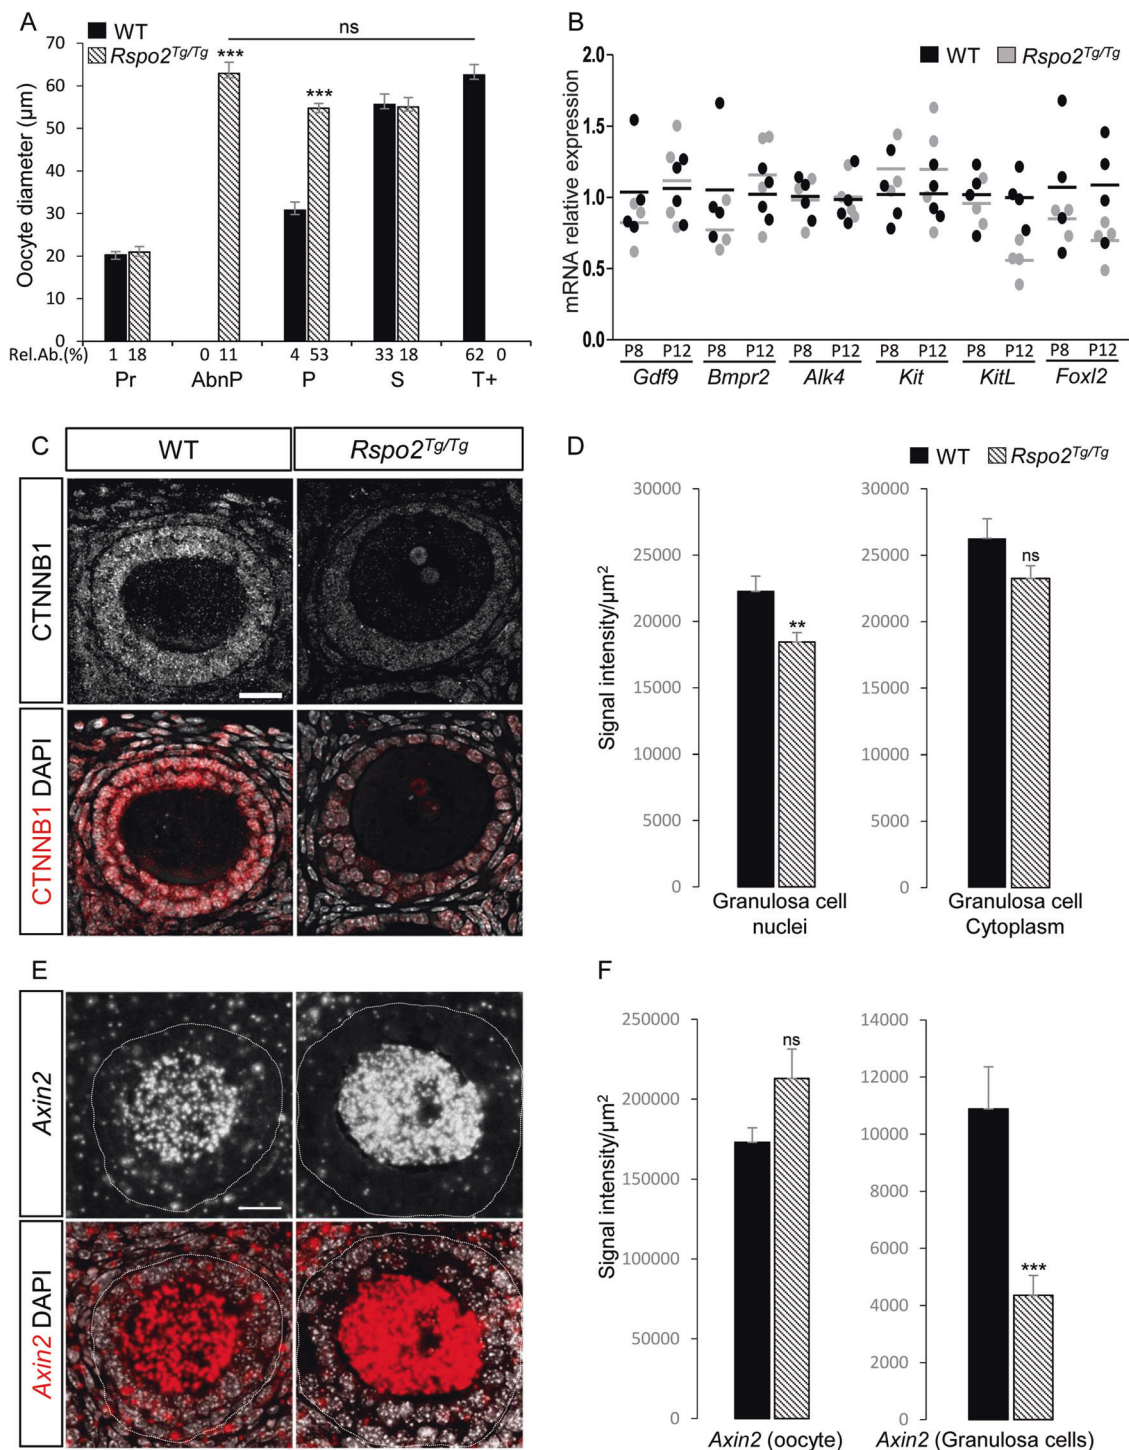 A
WT
Rspo2Tg/Tg
ns
***
***
Oocyte diameter (µm)
70
60
50
40
30
20
10
0
Rel.Ab.(%) 1 18 0 11 4 53 33 18 62 0
Pr AbnP P S T+
B
WT Rspo2Tg/Tg
mRNA relative expression
2.0
1.5
1.0
0.5
0.0
P8 P12 P8 P12 P8 P12 P8 P12 P8 P12 P8 P12
Gdf9 Bmpr2 Alk4 Kit KitL Foxl2
C
WT Rspo2Tg/Tg
CTNNB1
CTNNB1 DAPI
D
WT Rspo2Tg/Tg
Signal intensity/µm2
30000
25000
20000
15000
10000
5000
0
**
Granulosa cell
nuclei
30000
25000
20000
15000
10000
5000
0
ns
Granulosa cell
Cytoplasm
E
Axin2
Axin2 DAPI
F
Signal intensity/µm2
250000
200000
150000
100000
50000
0
ns
Axin2 (oocyte)
14000
12000
10000
8000
6000
4000
2000
0
***
Axin2 (Granulosa cells)